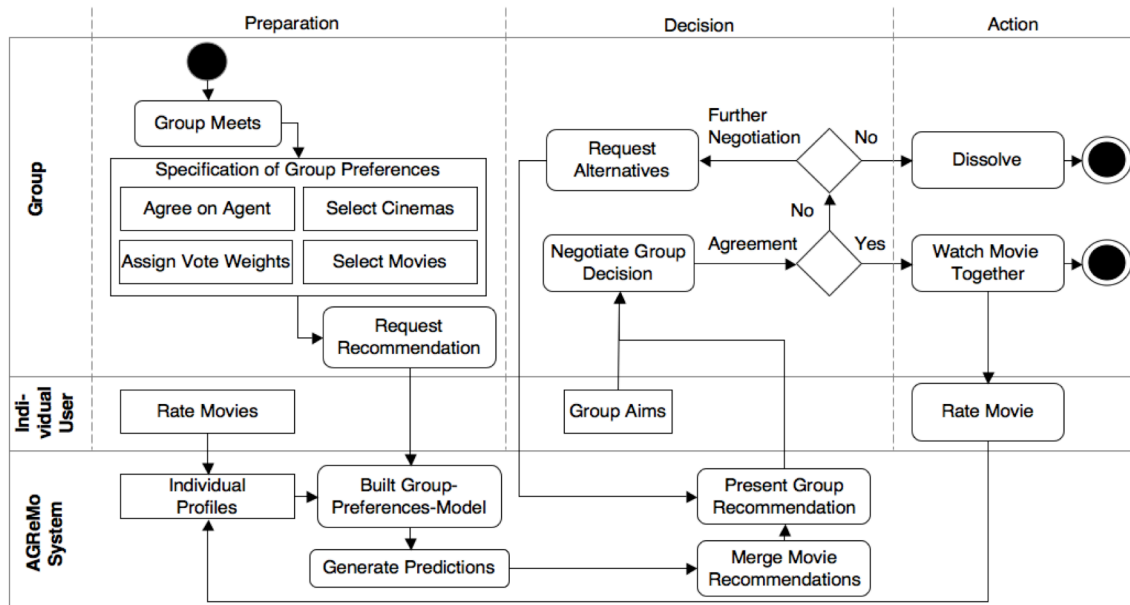 Preparation
Decision
Action
Group
Group Meets
Specification of Group Preferences
Agree on Agent
Select Cinemas
Assign Vote Weights
Select Movies
Request
Recommendation
Request
Alternatives
Further
Negotiation
No
Dissolve
No
Negotiate Group
Decision
Agreement
Yes
Watch Movie
Together
Indi-
vidual
User
Rate Movies
Group Aims
Rate Movie
AGReMo
System
Individual
Profiles
Built Group-
Preferences-Model
Generate Predictions
Present Group
Recommendation
Merge Movie
Recommendations